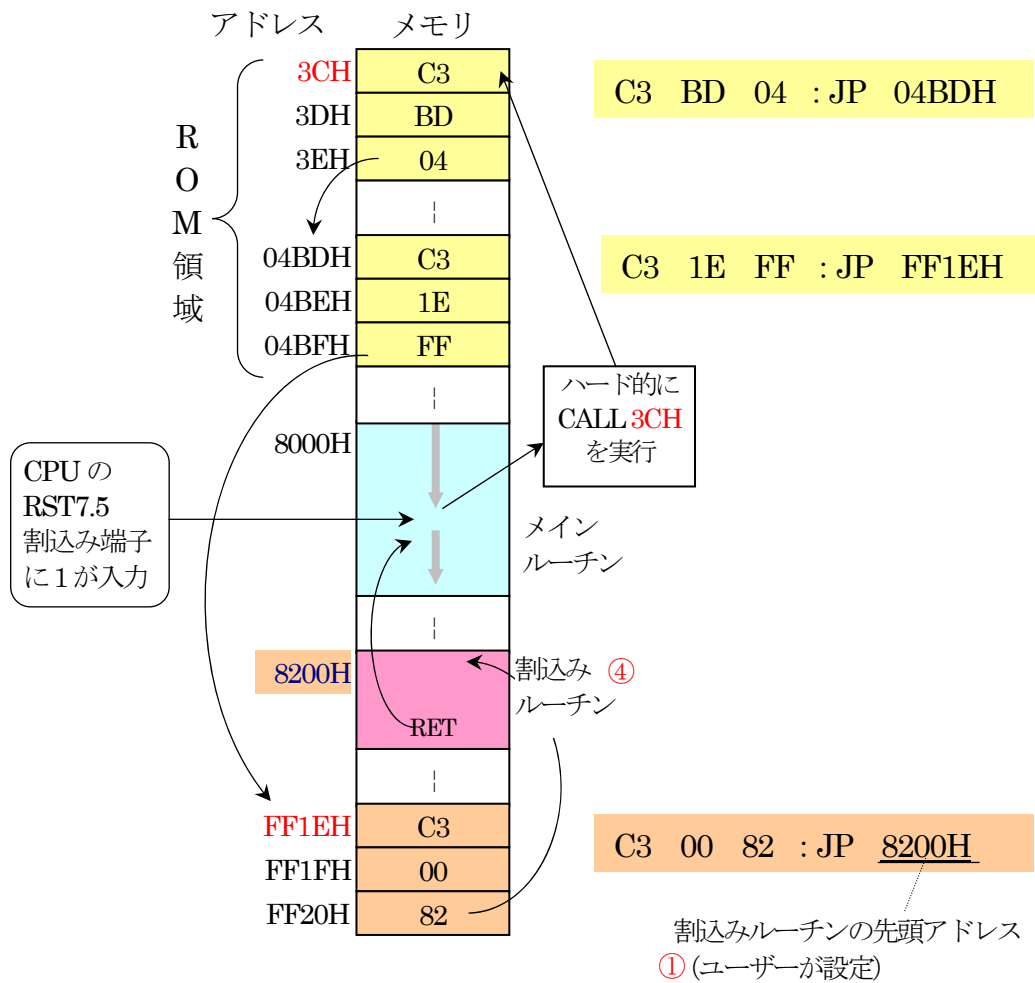 アドレス メモリ
3CH C3
3DH BD
3EH 04
C3 BD 04 : JP 04BDH
ROM領域
04BDH C3
04BEH 1E
04BFH FF
C3 1E FF : JP FF1EH
ハード的に
CALL 3CH
を実行
8000H
CPU の
RST7.5
割込み端子
に１が入力
メイン
ルーチン
8200H
割込み ④
ルーチン
RET
FF1EH C3
FF1FH 00
FF20H 82
C3 00 82 : JP 8200H
割込みルーチンの先頭アドレス
① (ユーザーが設定)